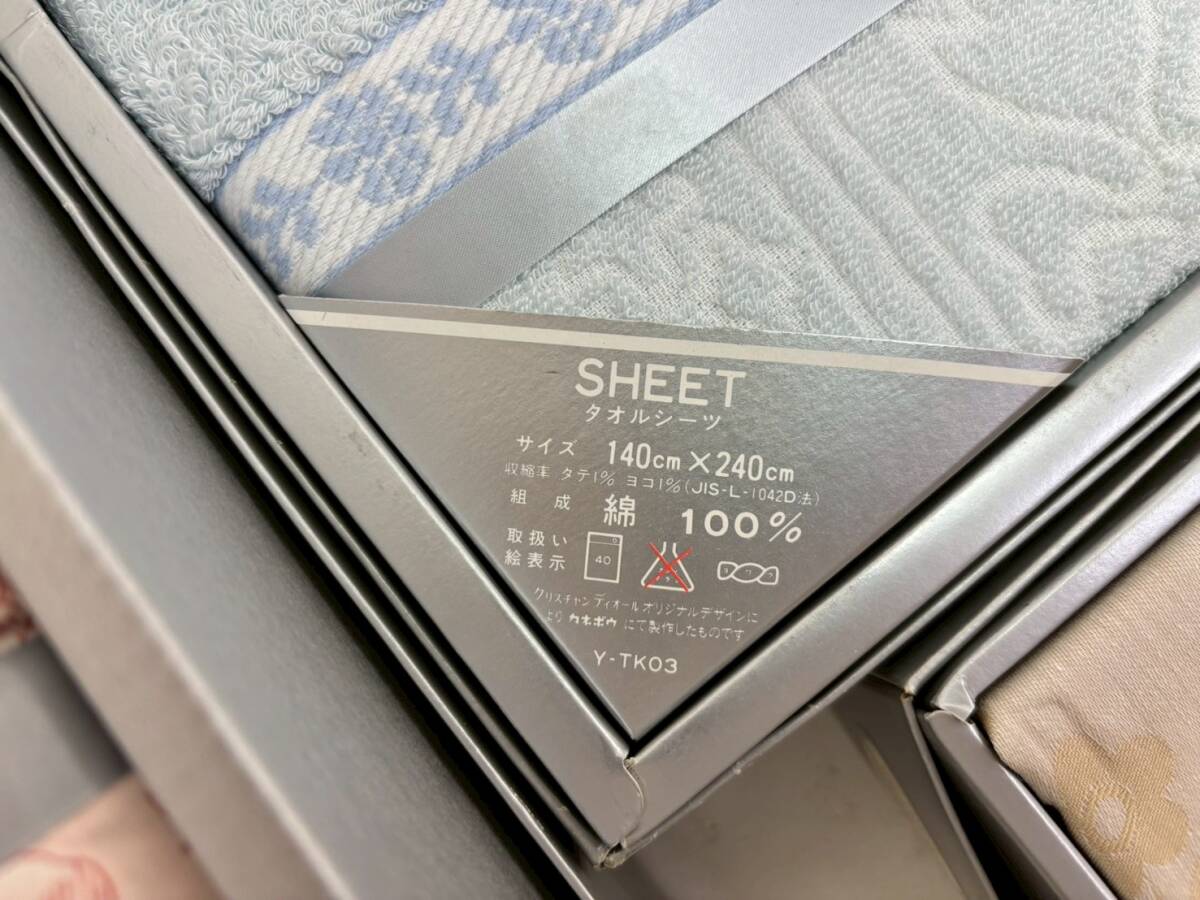 SHEET
タオルシーツ
サイズ 140cm×240cm
収縮率 タテ1% ヨコ1%(JIS-L-1042D法)
組成 綿 100%
取扱い
絵表示 40
クリスチャンディオールオリジナルデザインに
より カネボウ にて製作したものです
Y-TK03